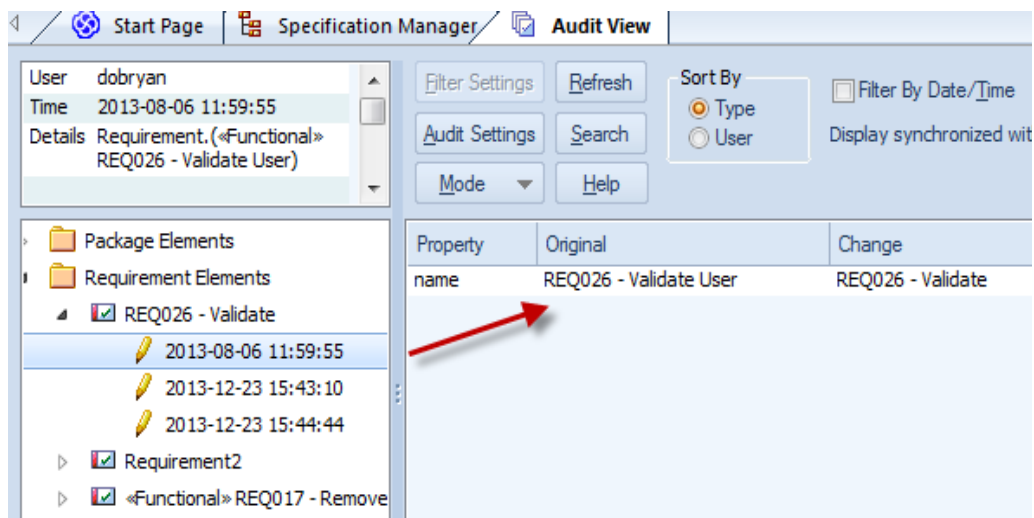 Start Page
Specification Manager
Audit View
User dobryan
Time 2013-08-06 11:59:55
Details Requirement.(«Functional»
REQ026 - Validate User)
Filter Settings
Refresh
Audit Settings
Search
Mode
Help
Sort By
Type
User
Filter By Date/Time
Display synchronized wit
Package Elements
Requirement Elements
REQ026 - Validate
2013-08-06 11:59:55
2013-12-23 15:43:10
2013-12-23 15:44:44
Requirement2
«Functional» REQ017 - Remove
Property Original Change
name REQ026 - Validate User REQ026 - Validate